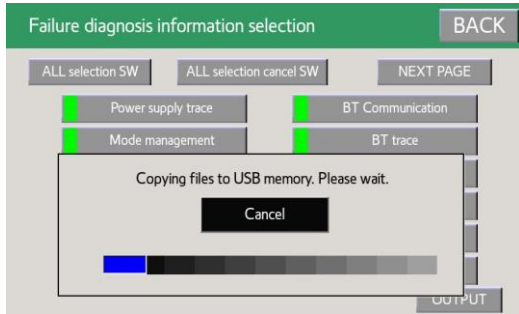 Failure diagnosis information selection BACK
ALL selection SW ALL selection cancel SW NEXT PAGE
Power supply trace BT Communication
Mode management BT trace
Copying files to USB memory. Please wait.
Cancel
OUTPUT